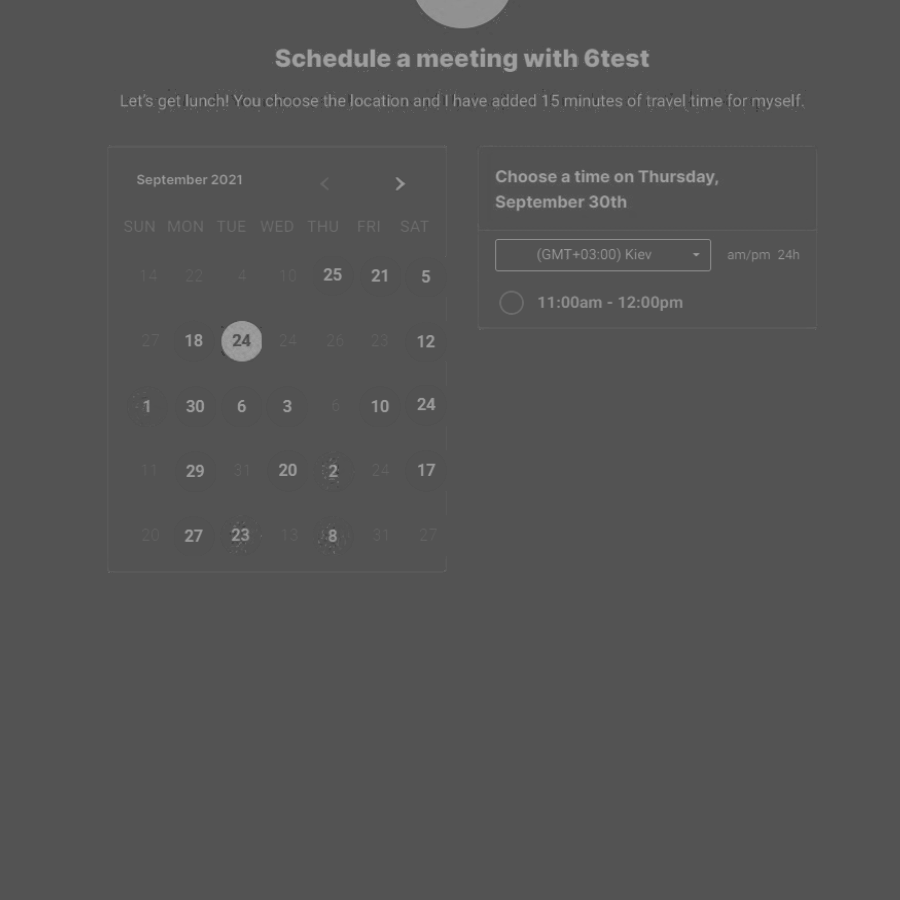 Schedule a meeting with 6test
Let's get lunch! You choose the location and I have added 15 minutes of travel time for myself.
September 2021
SUN MON TUE WED THU FRI SAT
14 22 4 10 25 21 5
27 18 24 24 26 23 12
1 30 6 3 6 10 24
11 29 31 20 2 24 17
20 27 23 13 8 31 27
Choose a time on Thursday,
September 30th
(GMT+03:00) Kiev am/pm 24h
11:00am - 12:00pm